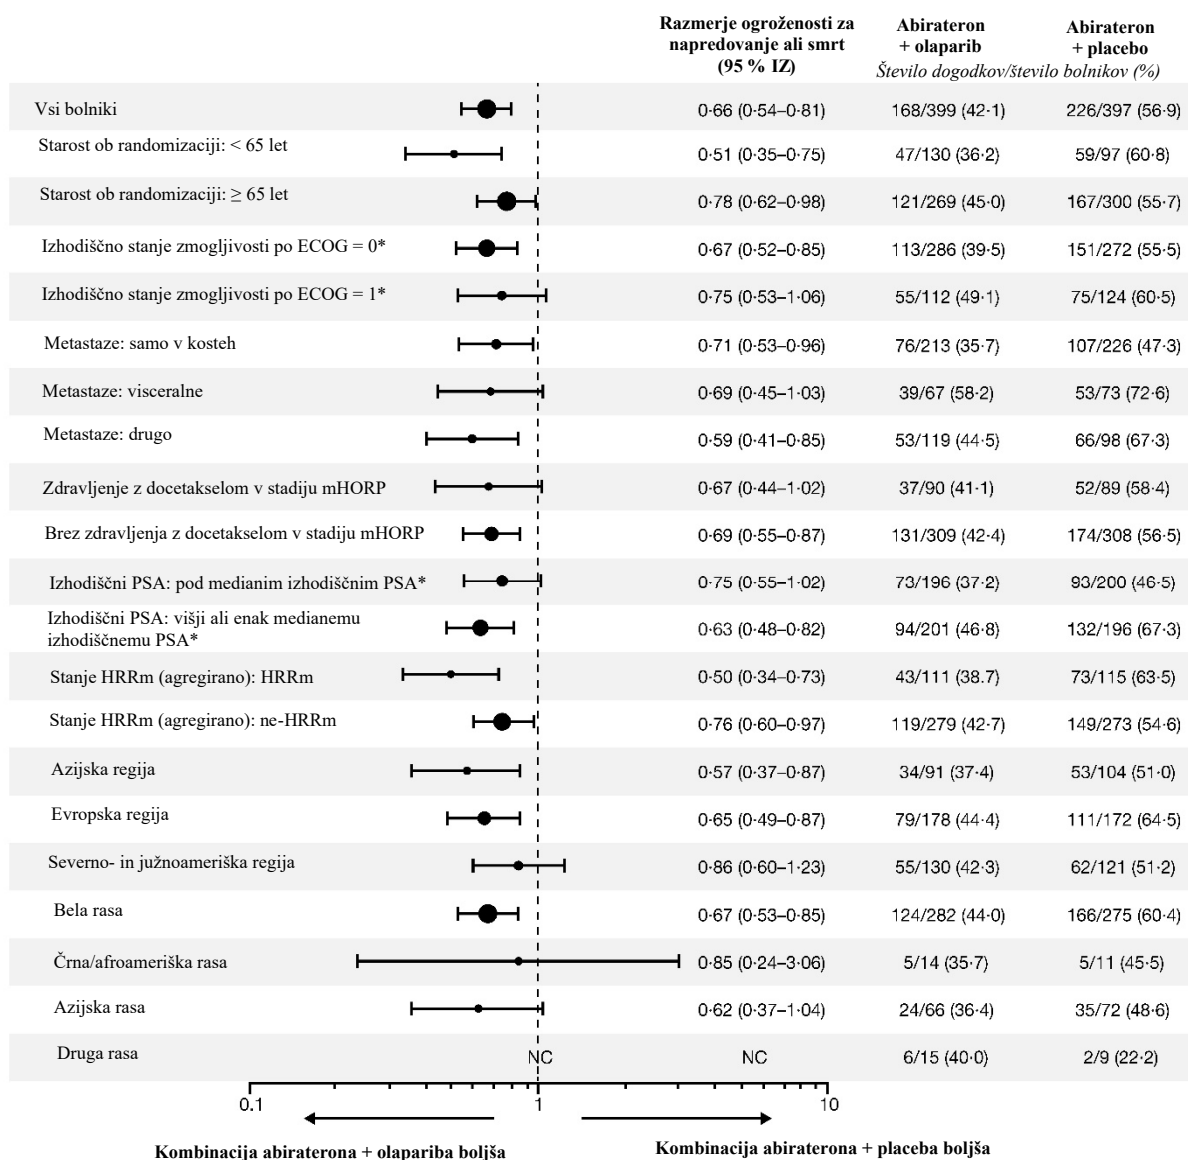 Razmerje ogroženosti za
napredovanje ali smrt
(95 % IZ)
Abirateron
+ olaparib
Abirateron
+ placebo
Število dogodkov/število bolnikov (%)
Vsi bolniki 0·66 (0·54–0·81) 168/399 (42·1) 226/397 (56·9)
Starost ob randomizaciji: < 65 let 0·51 (0·35–0·75) 47/130 (36·2) 59/97 (60·8)
Starost ob randomizaciji: ≥ 65 let 0·78 (0·62–0·98) 121/269 (45·0) 167/300 (55·7)
Izhodiščno stanje zmogljivosti po ECOG = 0* 0·67 (0·52–0·85) 113/286 (39·5) 151/272 (55·5)
Izhodiščno stanje zmogljivosti po ECOG = 1* 0·75 (0·53–1·06) 55/112 (49·1) 75/124 (60·5)
Metastaze: samo v kosteh 0·71 (0·53–0·96) 76/213 (35·7) 107/226 (47·3)
Metastaze: visceralne 0·69 (0·45–1·03) 39/67 (58·2) 53/73 (72·6)
Metastaze: drugo 0·59 (0·41–0·85) 53/119 (44·5) 66/98 (67·3)
Zdravljenje z docetakselom v stadiju mHORP 0·67 (0·44–1·02) 37/90 (41·1) 52/89 (58·4)
Brez zdravljenja z docetakselom v stadiju mHORP 0·69 (0·55–0·87) 131/309 (42·4) 174/308 (56·5)
Izhodiščni PSA: pod medianim izhodiščnim PSA* 0·75 (0·55–1·02) 73/196 (37·2) 93/200 (46·5)
Izhodiščni PSA: višji ali enak medianemu
izhodiščnemu PSA* 0·63 (0·48–0·82) 94/201 (46·8) 132/196 (67·3)
Stanje HRRm (agregirano): HRRm 0·50 (0·34–0·73) 43/111 (38.7) 73/115 (63·5)
Stanje HRRm (agregirano): ne-HRRm 0·76 (0·60–0·97) 119/279 (42·7) 149/273 (54·6)
Azijska regija 0·57 (0·37–0·87) 34/91 (37·4) 53/104 (51·0)
Evropska regija 0·65 (0·49–0·87) 79/178 (44·4) 111/172 (64·5)
Severno- in južnoameriška regija 0·86 (0·60–1·23) 55/130 (42·3) 62/121 (51·2)
Bela rasa 0·67 (0·53–0·85) 124/282 (44·0) 166/275 (60·4)
Črna/afroameriška rasa 0·85 (0·24–3·06) 5/14 (35·7) 5/11 (45·5)
Azijska rasa 0·62 (0·37–1·04) 24/66 (36·4) 35/72 (48·6)
Druga rasa NC NC 6/15 (40·0) 2/9 (22·2)
0.1 1 10
Kombinacija abiraterona + olapariba boljša
Kombinacija abiraterona + placeba boljša